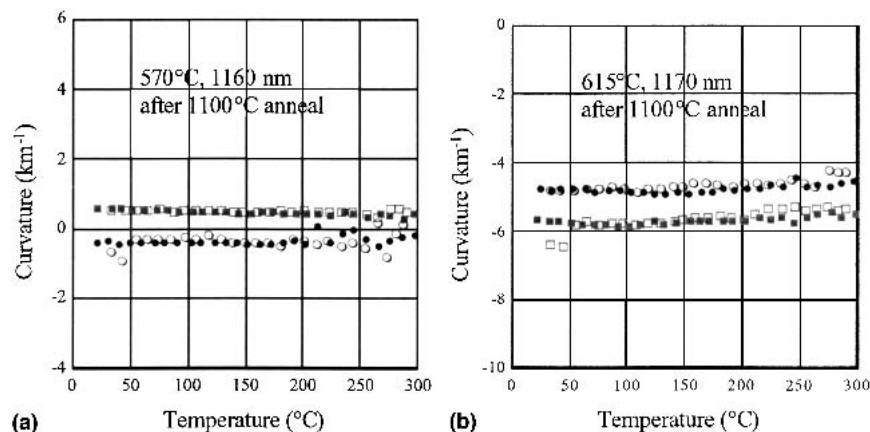 6
4
2
0
-2
-4
Curvature (km-1)
570°C, 1160 nm
after 1100°C anneal
0 50 100 150 200 250 300
(a)
Temperature (°C)
0
-2
-4
-6
-8
-10
Curvature (km-1)
615°C, 1170 nm
after 1100°C anneal
0 50 100 150 200 250 300
(b)
Temperature (°C)